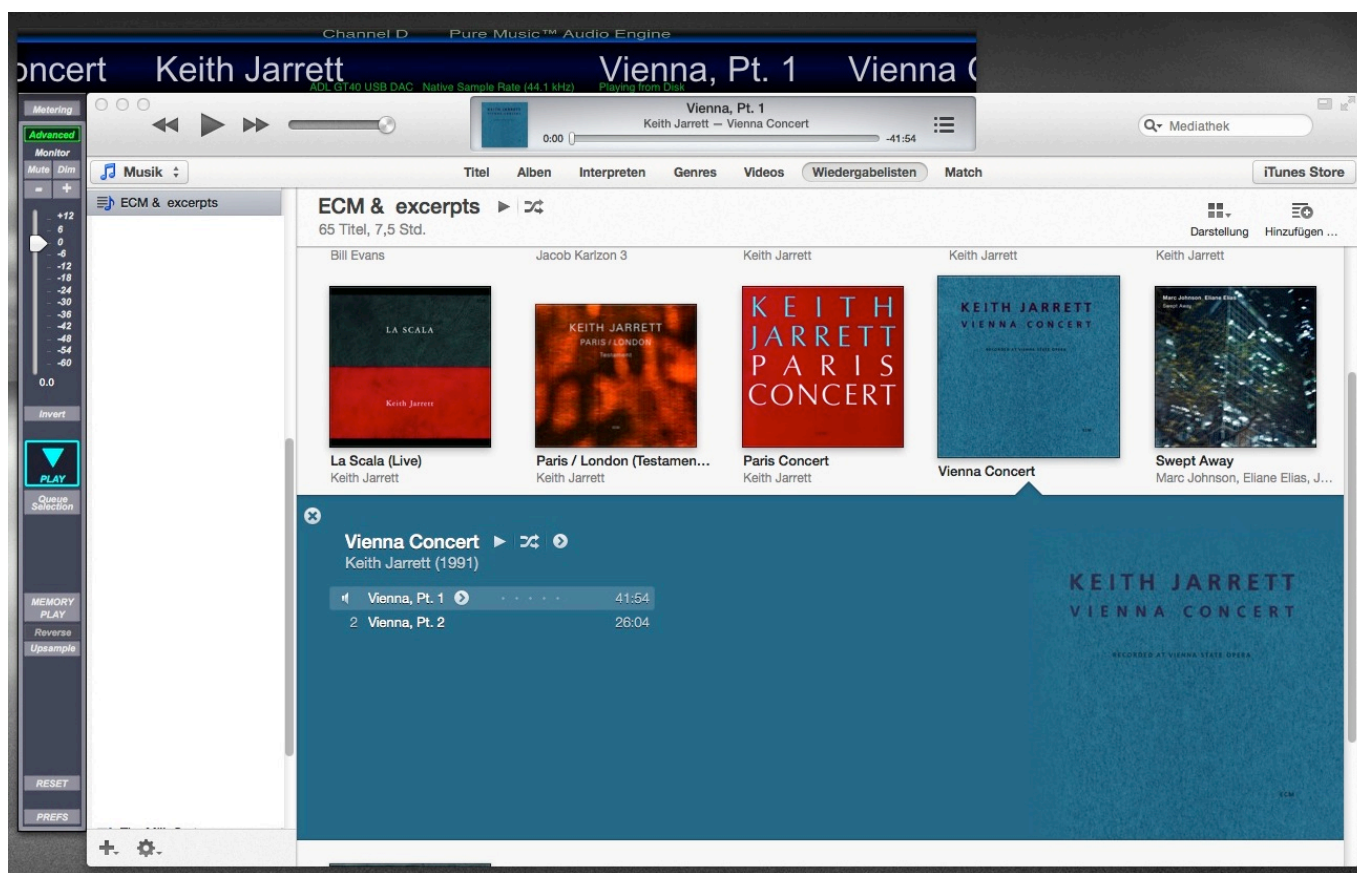 Channel D Pure Music™ Audio Engine
oncert Keith Jarrett Vienna, Pt. 1 Vienna
ADL GT40 USB DAC Native Sample Rate (44.1 kHz) Playing from Disk
Metering
Advanced
Monitor
Mute Dim
- +
+12
6
0
-6
-12
-18
-24
-30
-36
-42
-48
-54
-60
0.0
Invert
PLAY
Queue
Selection
MEMORY
PLAY
Reverse
Upsample
RESET
PREFS
Vienna, Pt. 1
Keith Jarrett — Vienna Concert
0:00 -41:54
Mediathek
Musik
Titel Alben Interpreten Genres Videos Wiedergabelisten Match
iTunes Store
ECM & excerpts
ECM & excerpts
65 Titel, 7,5 Std.
Darstellung Hinzufügen ...
Bill Evans Jacob Karlzon 3 Keith Jarrett Keith Jarrett Keith Jarrett
LA SCALA
Keith Jarrett
KEITH JARRETT
PARIS / LONDON
Testament
KEITH
JARRETT
PARIS
CONCERT
KEITH JARRETT
VIENNA CONCERT
RECORDED AT VIENNA STATE OPERA
Marc Johnson, Eliane Elias
Swept Away
La Scala (Live)
Keith Jarrett
Paris / London (Testamen...
Keith Jarrett
Paris Concert
Keith Jarrett
Vienna Concert
Swept Away
Marc Johnson, Eliane Elias, J...
Vienna Concert
Keith Jarrett (1991)
Vienna, Pt. 1 41:54
2 Vienna, Pt. 2 26:04
KEITH JARRETT
VIENNA CONCERT
RECORDED AT VIENNA STATE OPERA
ECM